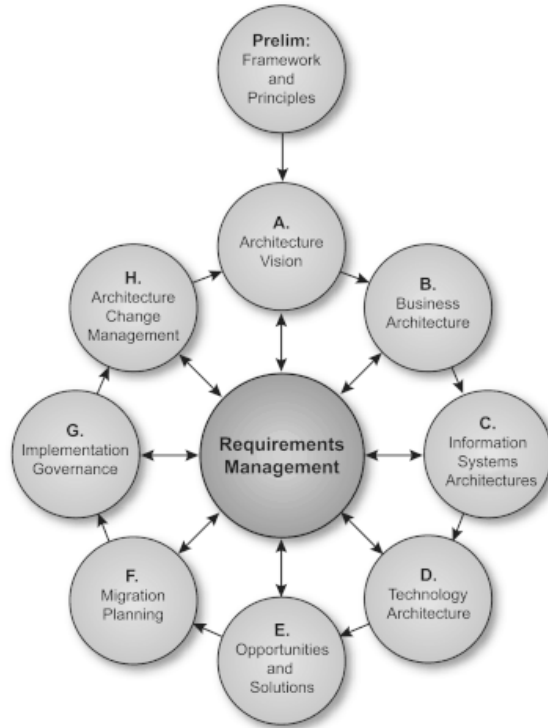 Prelim:
Framework
and
Principles
A.
Architecture
Vision
B.
Business
Architecture
C.
Information
Systems
Architectures
D.
Technology
Architecture
E.
Opportunities
and
Solutions
F.
Migration
Planning
G.
Implementation
Governance
H.
Architecture
Change
Management
Requirements
Management